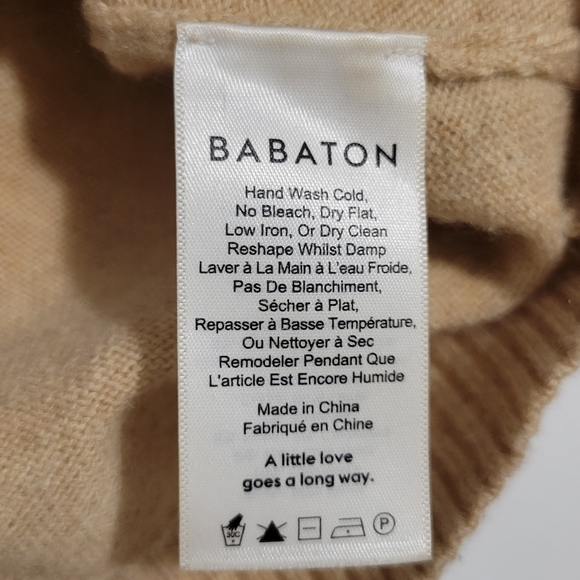 BABATON
Hand Wash Cold,
No Bleach, Dry Flat,
Low Iron, Or Dry Clean
Reshape Whilst Damp
Laver à La Main à L'eau Froide,
Pas De Blanchiment,
Sécher à Plat,
Repasser à Basse Température,
Ou Nettoyer à Sec
Remodeler Pendant Que
L'article Est Encore Humide
Made in China
Fabriqué en Chine
A little love
goes a long way.
30C P